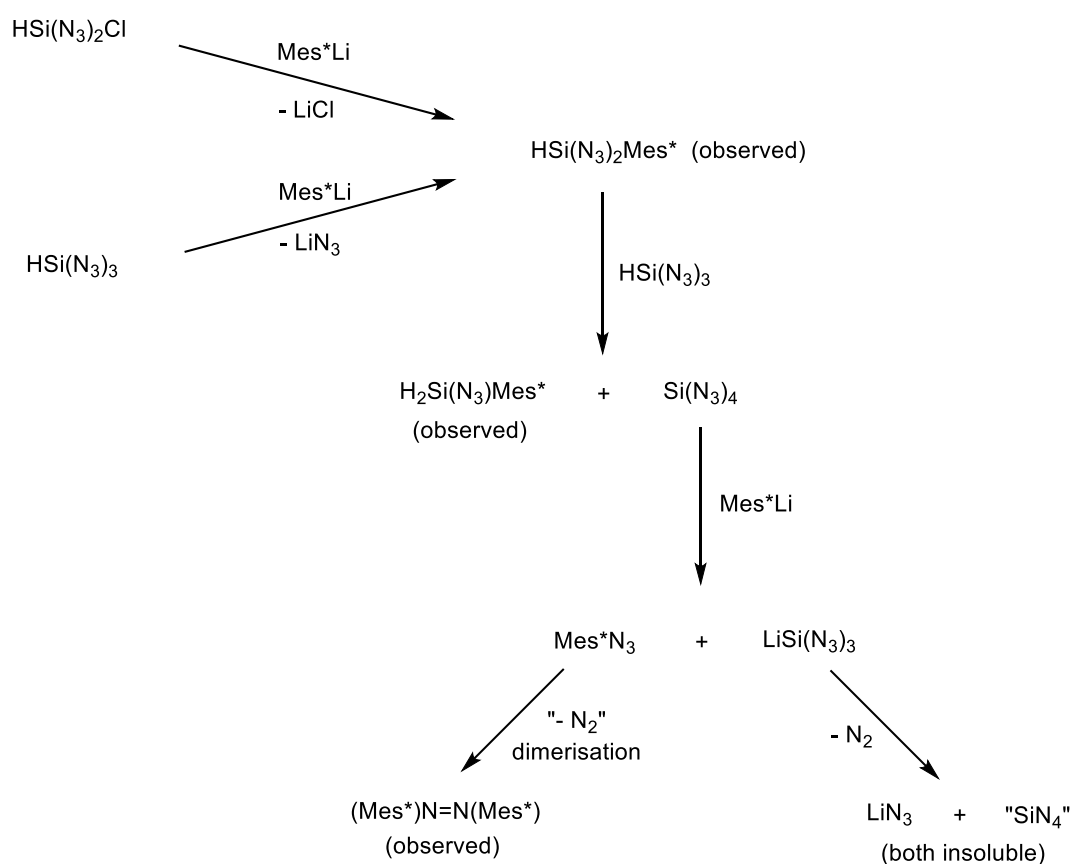 HSi(N₃)₂Cl
Mes*Li
- LiCl
HSi(N₃)₂Mes* (observed)
Mes*Li
- LiN₃
HSi(N₃)₃
HSi(N₃)₃
H₂Si(N₃)Mes* + Si(N₃)₄
(observed)
Mes*Li
Mes*N₃ + LiSi(N₃)₃
"- N₂"
dimerisation
- N₂
(Mes*)N=N(Mes*)
(observed)
LiN₃ + "SiN₄"
(both insoluble)